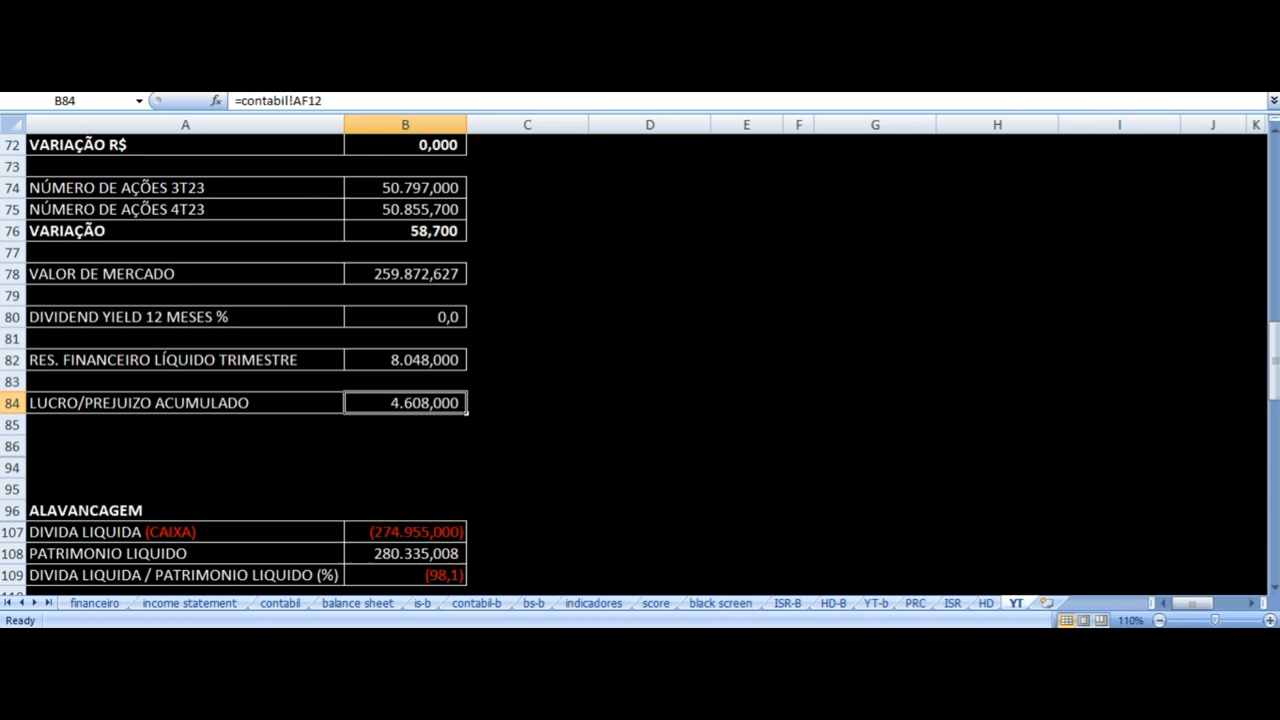 B84 fx =contabil!AF12
A B C D E F G H I J K
72 VARIAÇÃO R$ 0,000
73
74 NÚMERO DE AÇÕES 3T23 50.797,000
75 NÚMERO DE AÇÕES 4T23 50.855,700
76 VARIAÇÃO 58,700
77
78 VALOR DE MERCADO 259.872,627
79
80 DIVIDEND YIELD 12 MESES % 0,0
81
82 RES. FINANCEIRO LÍQUIDO TRIMESTRE 8.048,000
83
84 LUCRO/PREJUIZO ACUMULADO 4.608,000
85
86
94
95
96 ALAVANCAGEM
107 DIVIDA LIQUIDA (CAIXA) (274.955,000)
108 PATRIMONIO LIQUIDO 280.335,008
109 DIVIDA LIQUIDA / PATRIMONIO LIQUIDO (%) (98,1)
financeiro income statement contabil balance sheet is-b contabil-b bs-b indicadores score black screen ISR-B HD-B YT-b PRC ISR HD YT
Ready 110%